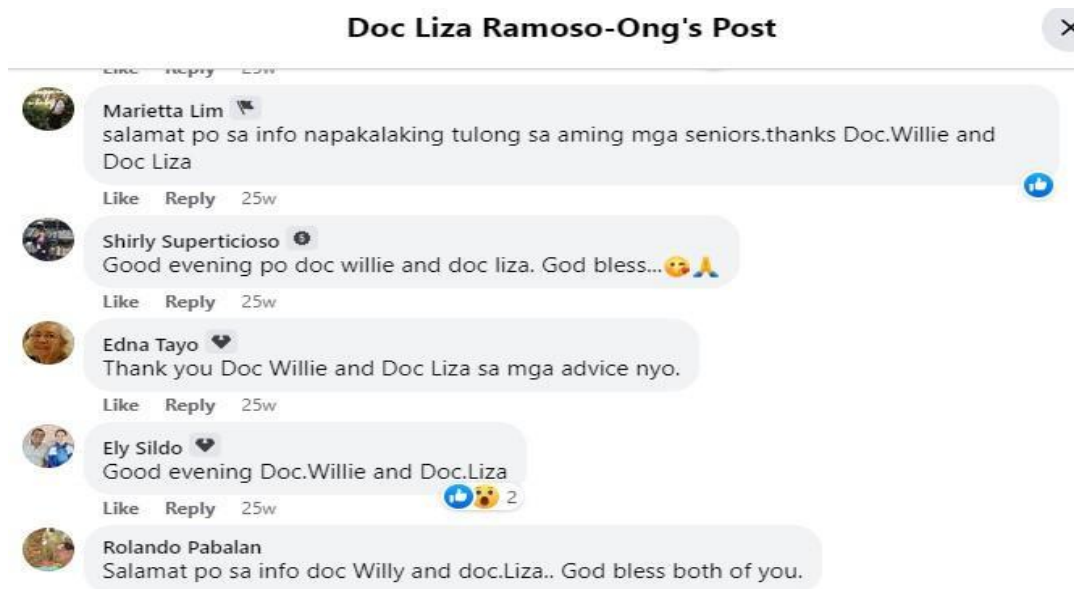 Doc Liza Ramoso-Ong's Post
Like Reply 25w
Marietta Lim
salamat po sa info napakalaking tulong sa aming mga seniors.thanks Doc.Willie and
Doc Liza
Like Reply 25w
Shirly Superticioso
Good evening po doc willie and doc liza. God bless...😘🙏
Like Reply 25w
Edna Tayo
Thank you Doc Willie and Doc Liza sa mga advice nyo.
Like Reply 25w
Ely Sildo
Good evening Doc.Willie and Doc.Liza
2
Like Reply 25w
Rolando Pabalan
Salamat po sa info doc Willy and doc.Liza.. God bless both of you.